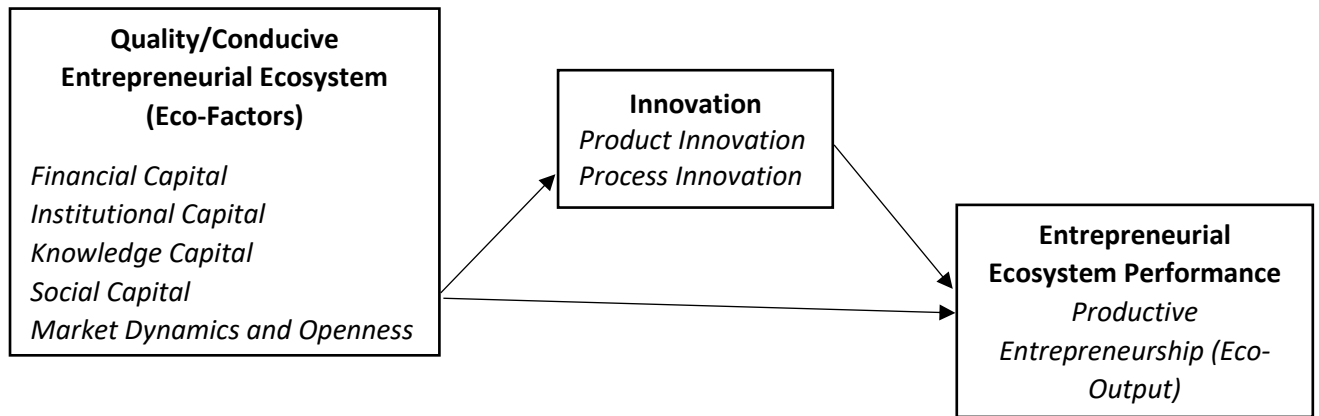 Quality/Conducive
Entrepreneurial Ecosystem
(Eco-Factors)
Financial Capital
Institutional Capital
Knowledge Capital
Social Capital
Market Dynamics and Openness
Innovation
Product Innovation
Process Innovation
Entrepreneurial
Ecosystem Performance
Productive
Entrepreneurship (Eco-
Output)